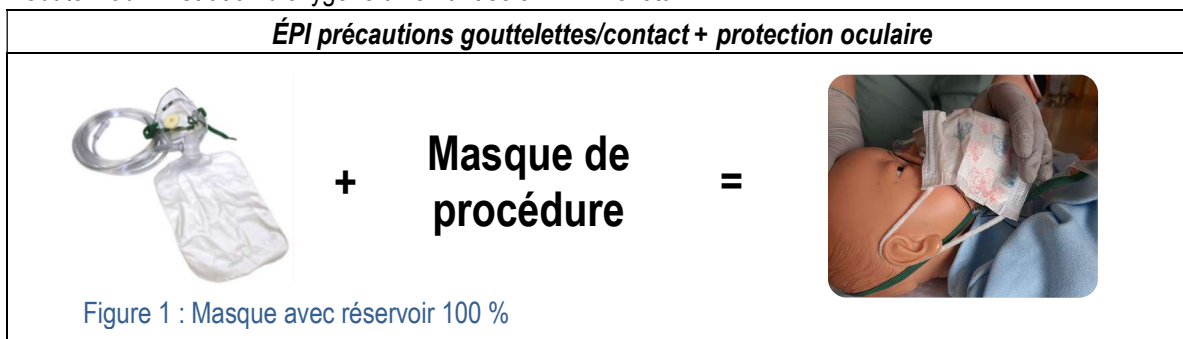 ÉPI précautions gouttelettes/contact + protection oculaire
+
Masque de
procédure
=
Figure 1 : Masque avec réservoir 100 %